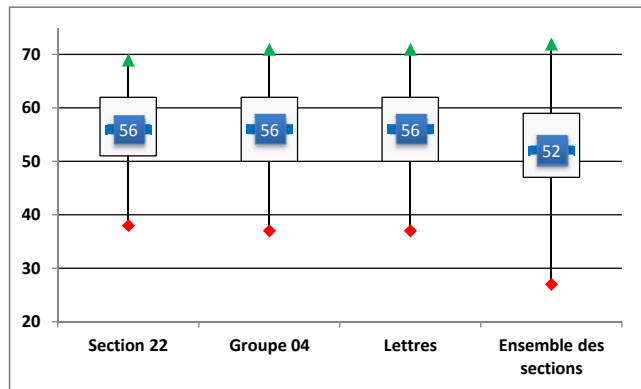 70
60
50
40
30
20
56
56
56
52
Section 22
Groupe 04
Lettres
Ensemble des
sections